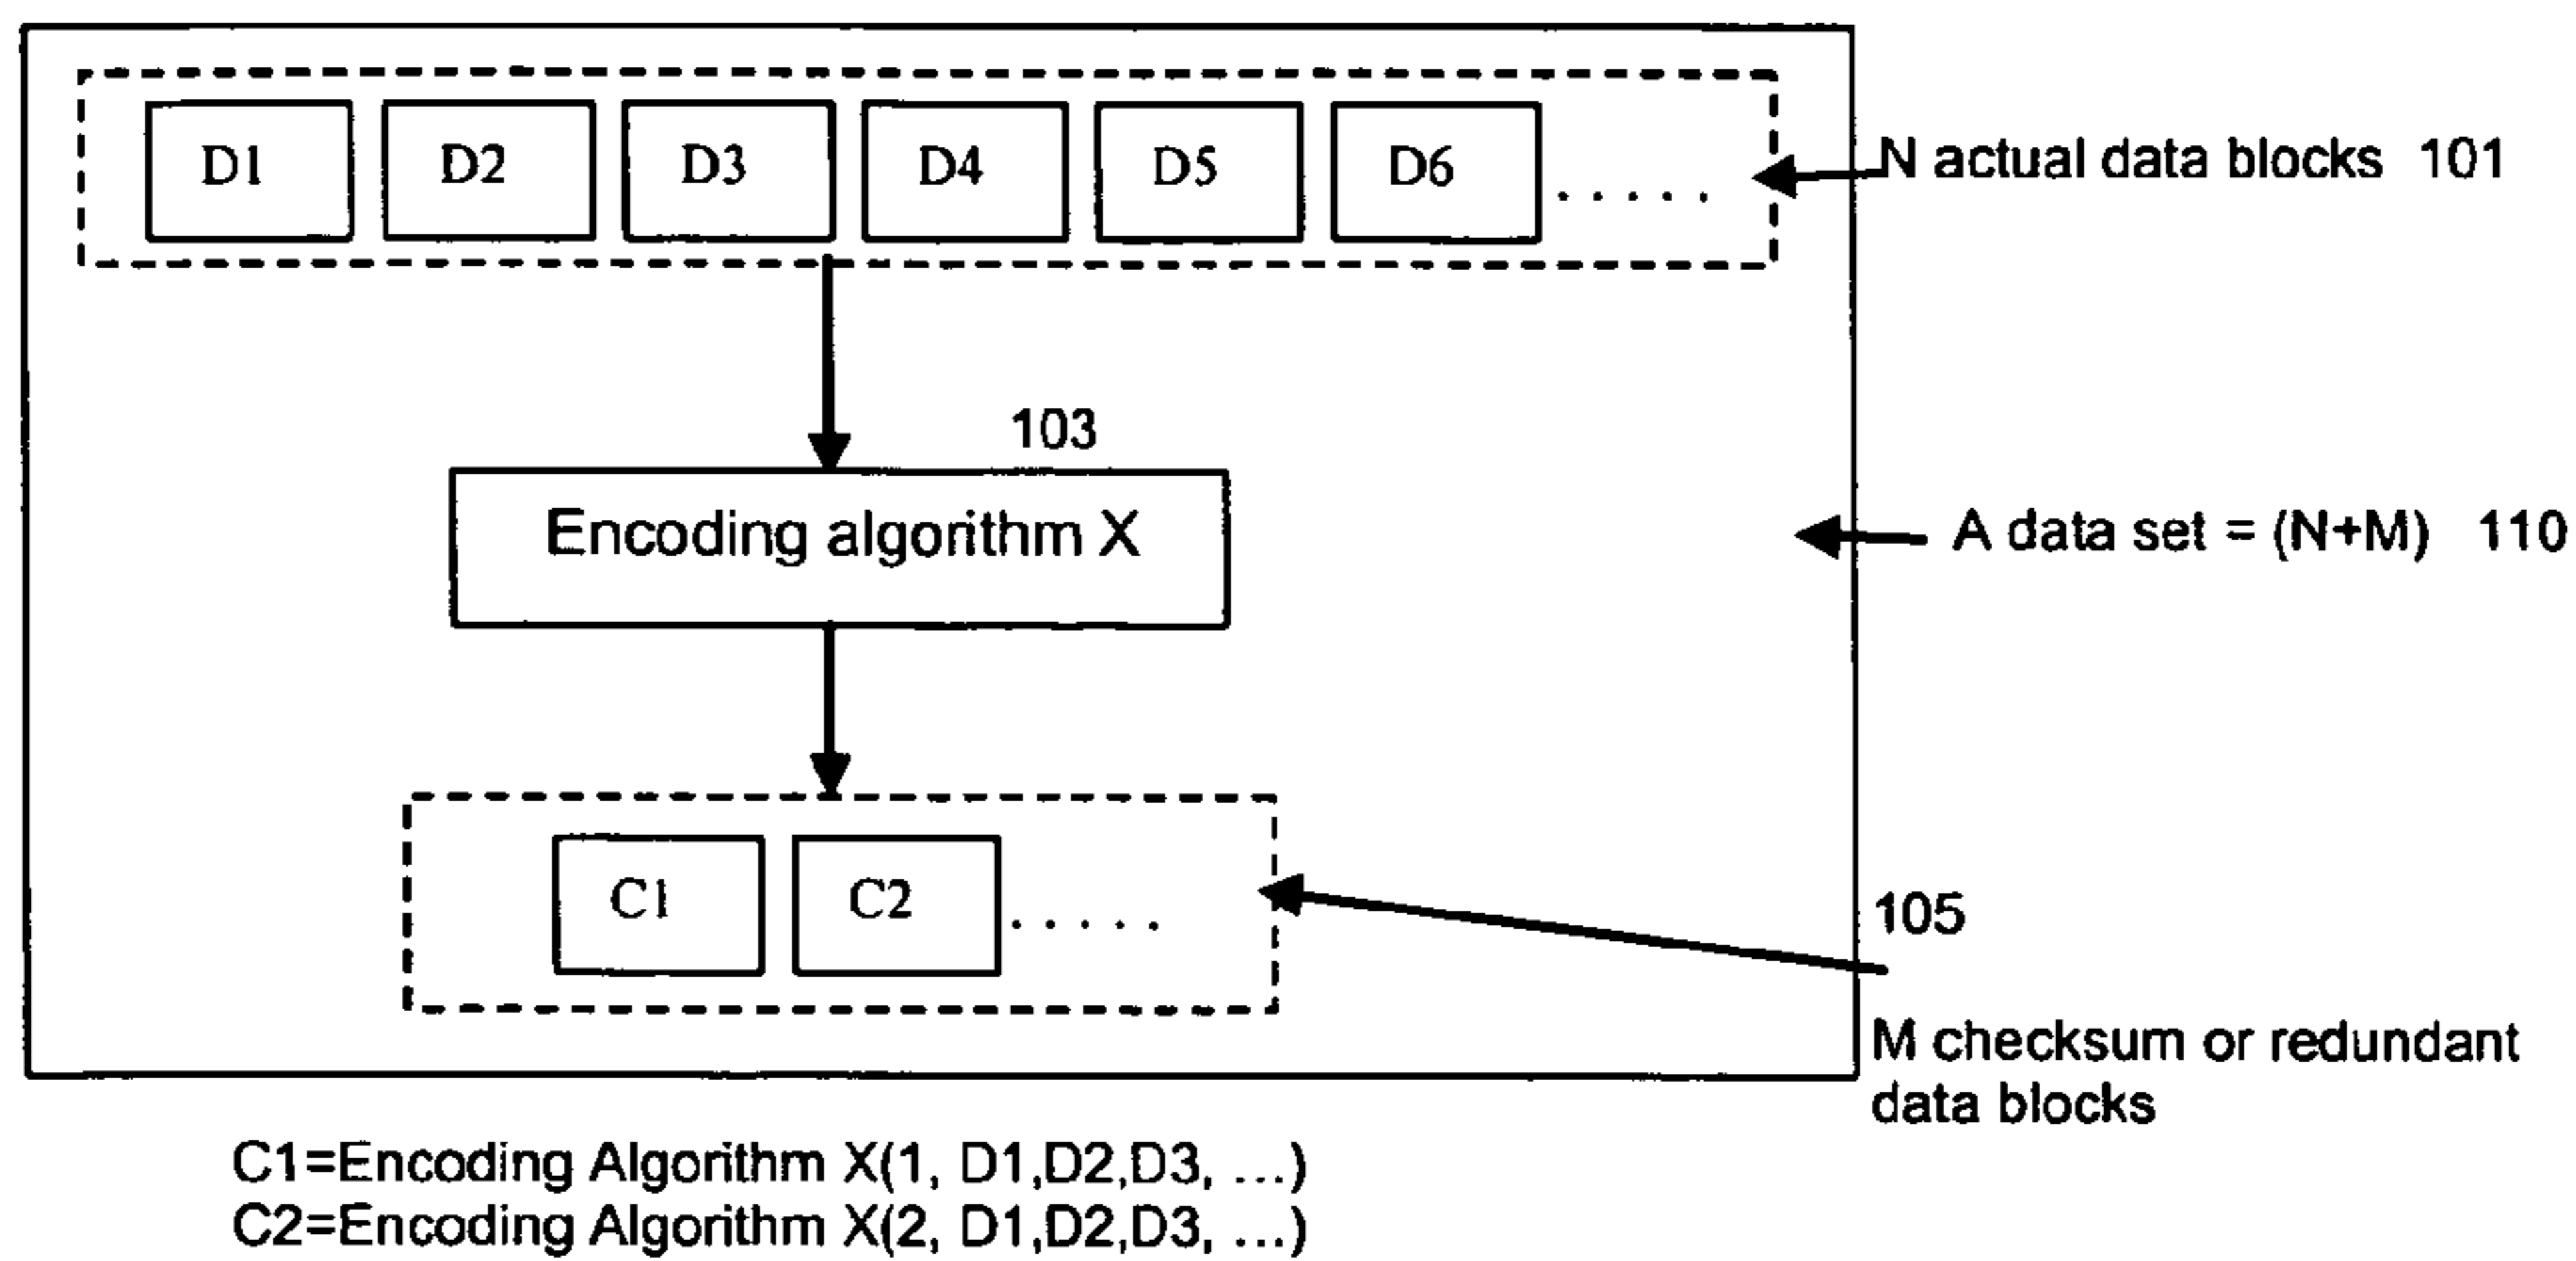 D1 D2 D3 D4 D5 D6 .....
N actual data blocks 101
103
Encoding algorithm X
A data set = (N+M) 110
C1 C2 .....
105
M checksum or redundant
data blocks
C1=Encoding Algorithm X(1, D1,D2,D3, ...)
C2=Encoding Algorithm X(2, D1,D2,D3, ...)